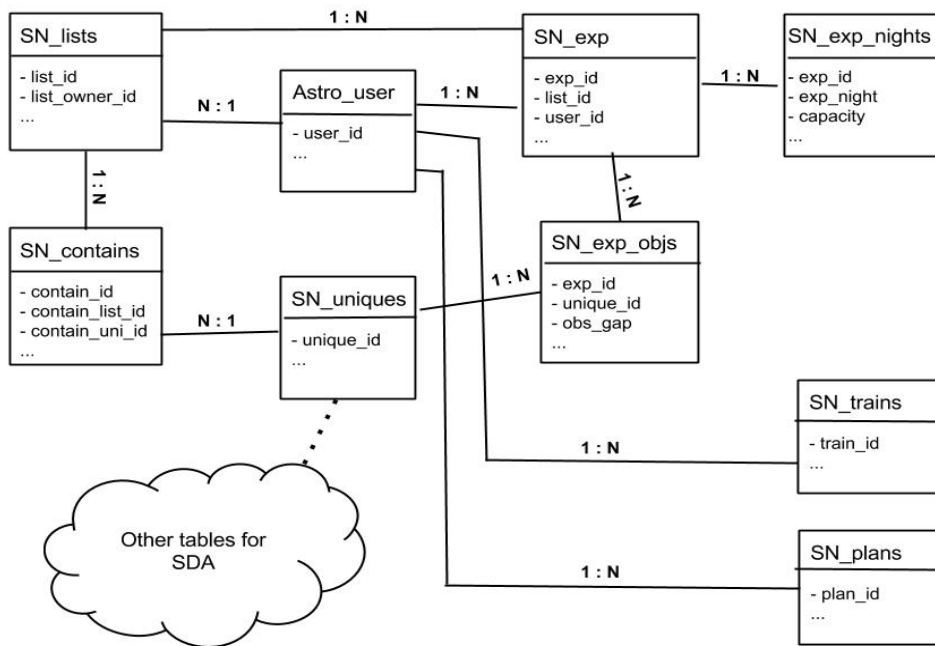 SN_lists
- list_id
- list_owner_id
...
1 : N
SN_exp
- exp_id
- list_id
- user_id
...
SN_exp_nights
- exp_id
- exp_night
- capacity
...
1 : N
Astro_user
- user_id
...
N : 1
1 : N
1 : N
1 : N
SN_contains
- contain_id
- contain_list_id
- contain_uni_id
...
N : 1
SN_uniques
- unique_id
...
1 : N
SN_exp_objs
- exp_id
- unique_id
- obs_gap
...
SN_trains
- train_id
...
1 : N
Other tables for
SDA
SN_plans
- plan_id
...
1 : N